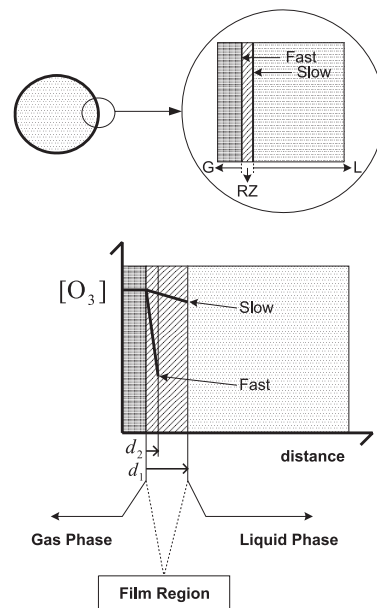 Fast
Slow
G
L
RZ
[O₃]
Slow
Fast
d₂
d₁
distance
Gas Phase
Liquid Phase
Film Region